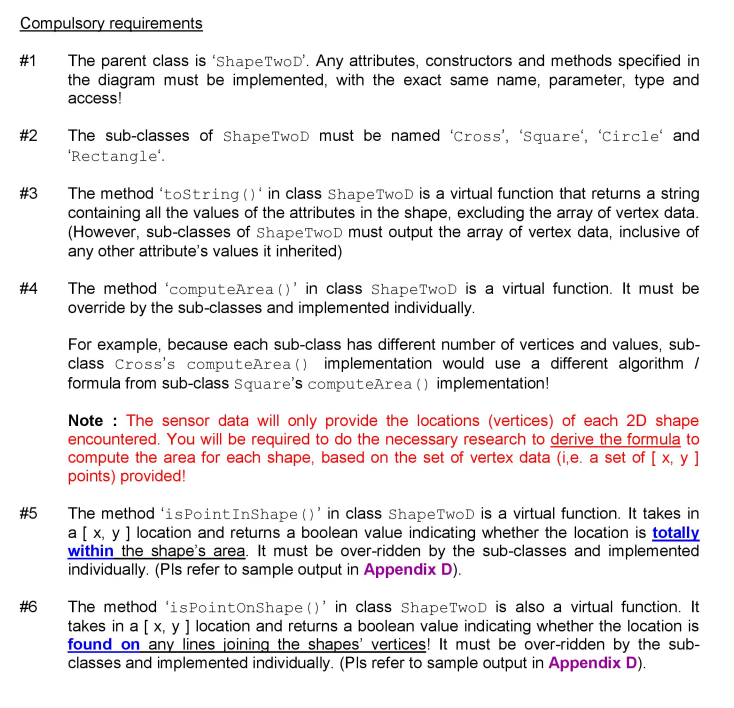 Compulsory requirements
#1 The parent class is ‘ShapeTwoD’. Any attributes, constructors and methods specified in
the diagram must be implemented, with the exact same name, parameter, type and
access!
#2 The sub-classes of ShapeTwoD must be named ‘Cross’, ‘Square‘, ‘Circle‘ and
‘Rectangle‘.
#3 The method ‘toString()‘ in class ShapeTwoD is a virtual function that returns a string
containing all the values of the attributes in the shape, excluding the array of vertex data.
(However, sub-classes of ShapeTwoD must output the array of vertex data, inclusive of
any other attribute’s values it inherited)
#4 The method ‘computeArea()’ in class ShapeTwoD is a virtual function. It must be
override by the sub-classes and implemented individually.
For example, because each sub-class has different number of vertices and values, sub-
class Cross’s computeArea() implementation would use a different algorithm /
formula from sub-class Square’s computeArea() implementation!
Note : The sensor data will only provide the locations (vertices) of each 2D shape
encountered. You will be required to do the necessary research to derive the formula to
compute the area for each shape, based on the set of vertex data (i,e. a set of [ x, y ]
points) provided!
#5 The method ‘isPointInShape()’ in class ShapeTwoD is a virtual function. It takes in
a [ x, y ] location and returns a boolean value indicating whether the location is totally
within the shape’s area. It must be over-ridden by the sub-classes and implemented
individually. (Pls refer to sample output in Appendix D).
#6 The method ‘isPointOnShape()’ in class ShapeTwoD is also a virtual function. It
takes in a [ x, y ] location and returns a boolean value indicating whether the location is
found on any lines joining the shapes’ vertices! It must be over-ridden by the sub-
classes and implemented individually. (Pls refer to sample output in Appendix D).